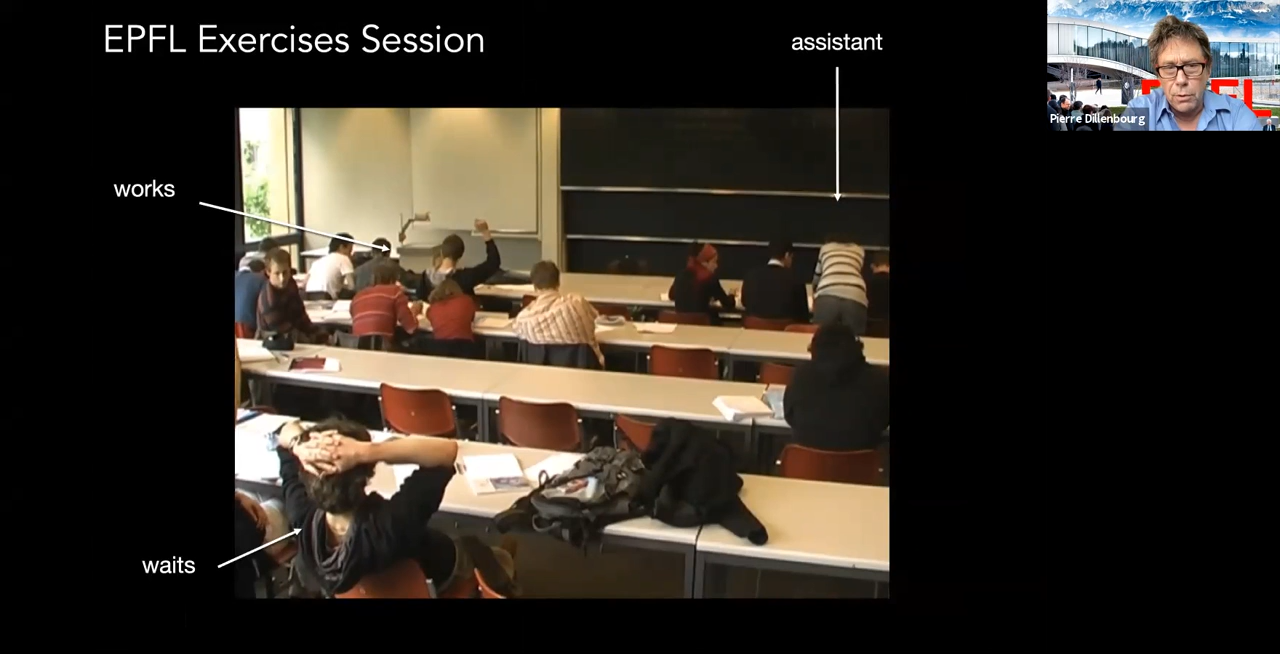 EPFL Exercises Session
assistant
works
waits
Pierre Dillenbourg